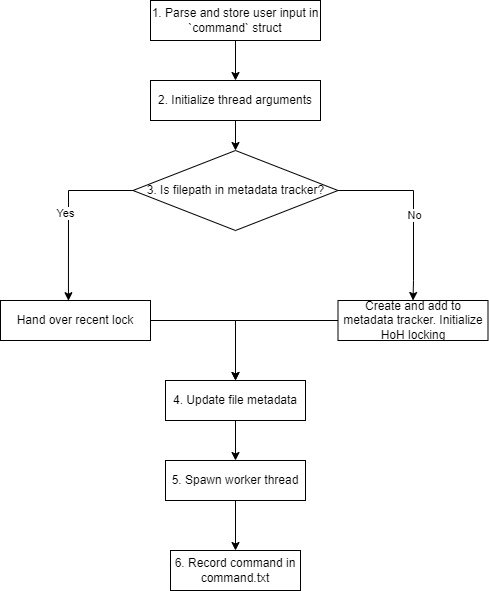 1. Parse and store user input in
`command` struct
2. Initialize thread arguments
3. Is filepath in metadata tracker?
Yes
No
Hand over recent lock
Create and add to
metadata tracker. Initialize
HoH locking
4. Update file metadata
5. Spawn worker thread
6. Record command in
command.txt